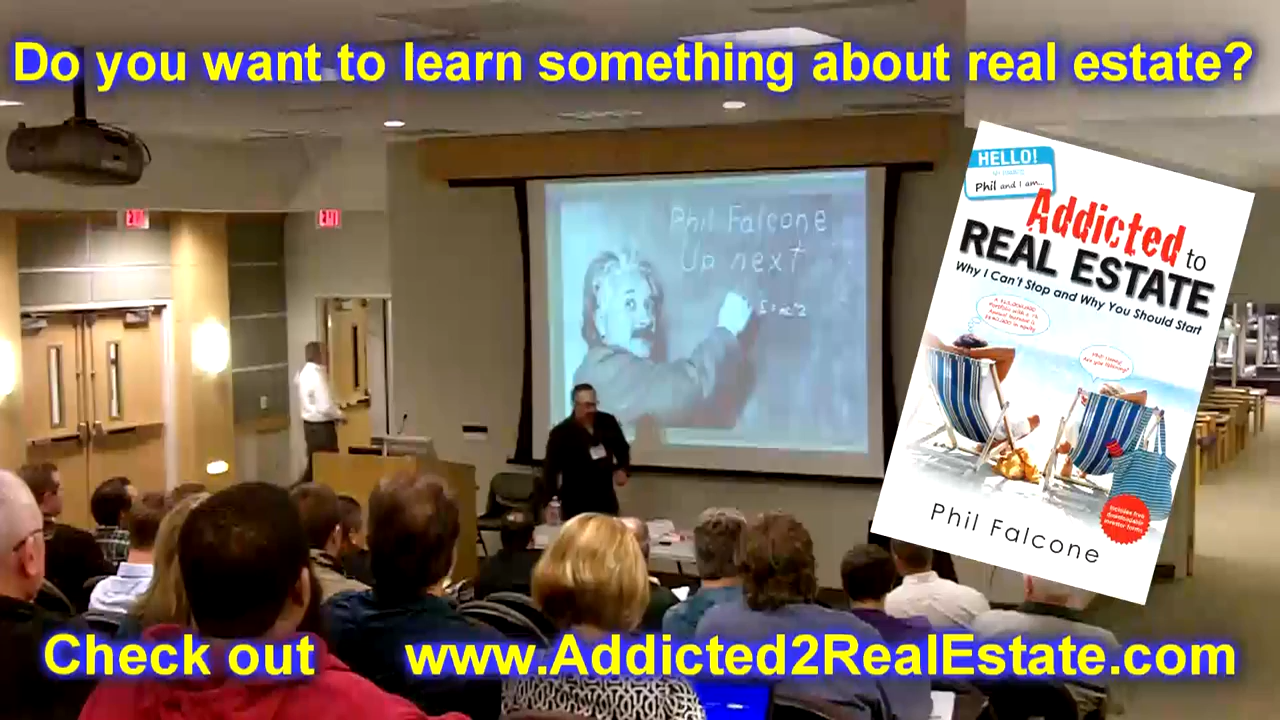 Do you want to learn something about real estate?
EXIT
EXIT
Phil Falcone
Up next
HELLO!
Phil and I am...
Addicted to
REAL ESTATE
Why I Can't Stop and Why You Should Start
Phil Falcone
Check out www.Addicted2RealEstate.com